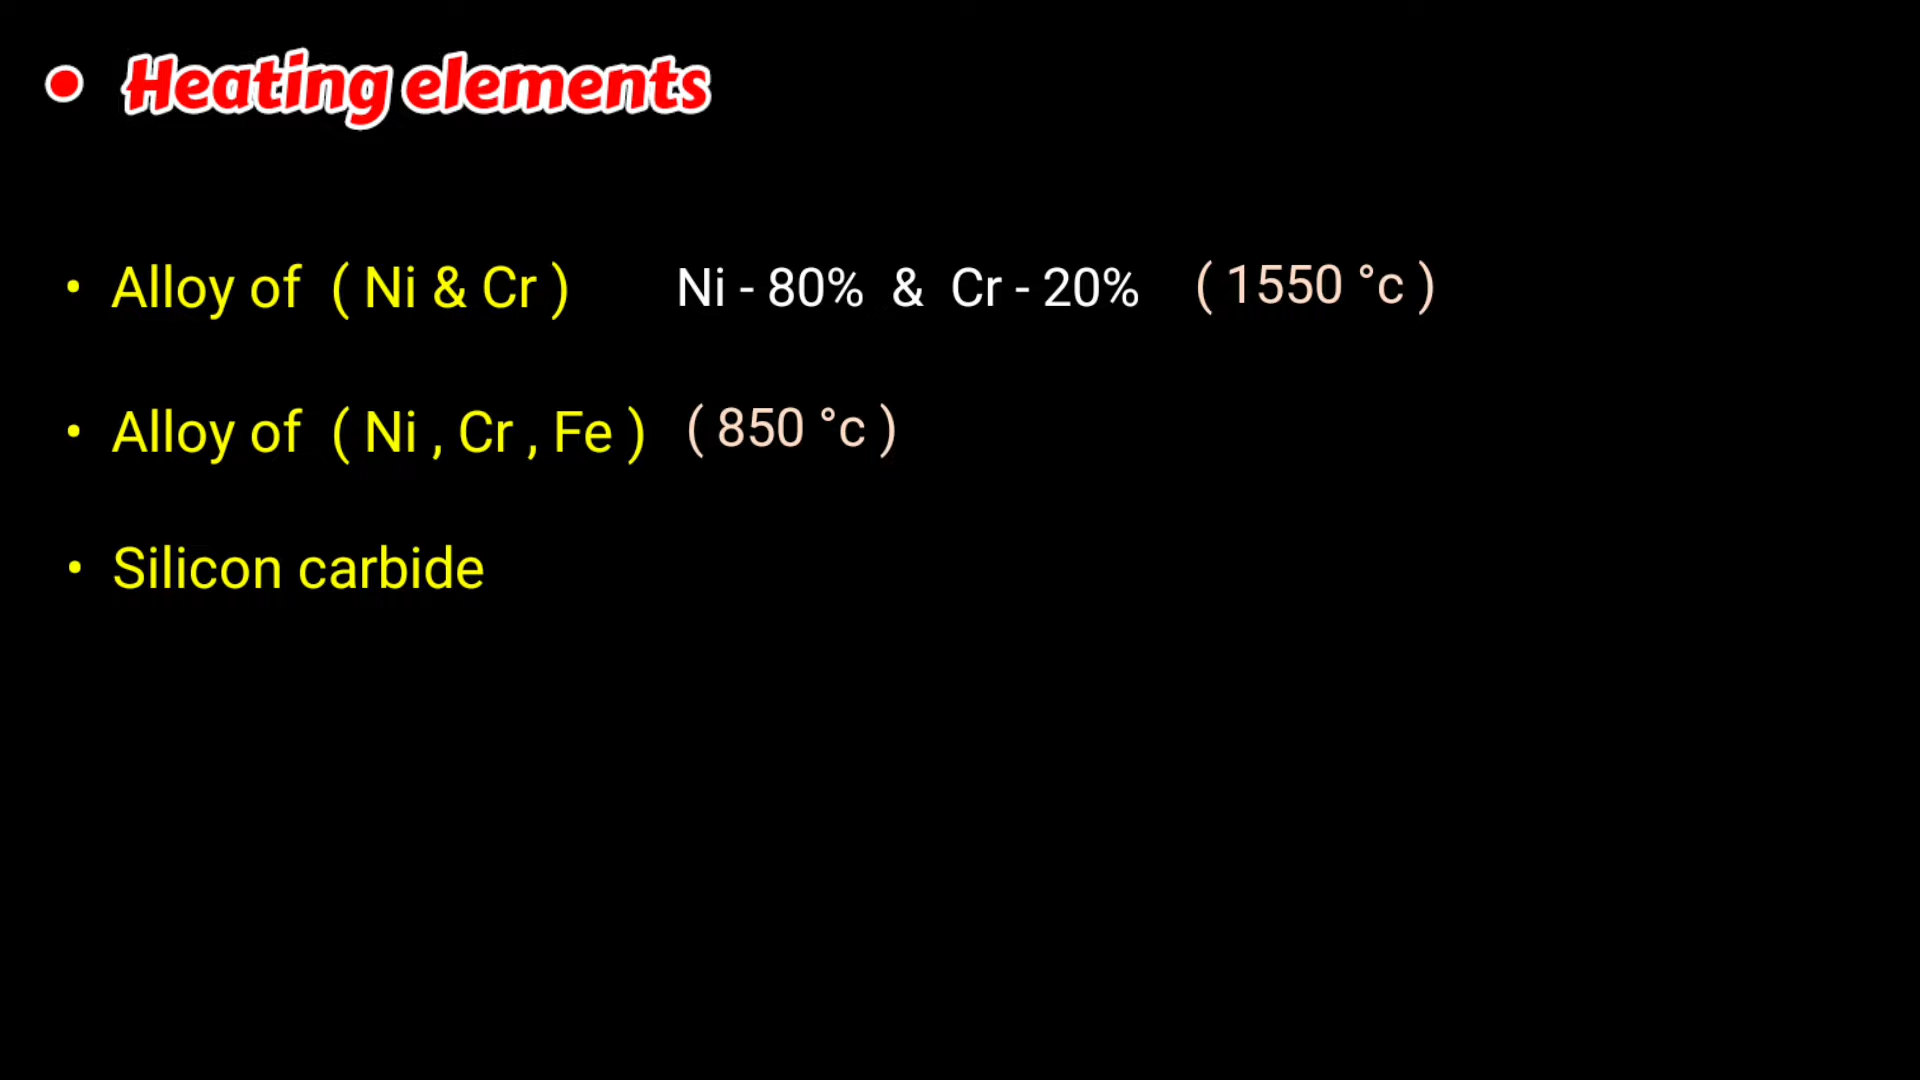 • Heating elements
• Alloy of ( Ni & Cr ) Ni - 80% & Cr - 20% ( 1550 °c )
• Alloy of ( Ni , Cr , Fe ) ( 850 °c )
• Silicon carbide